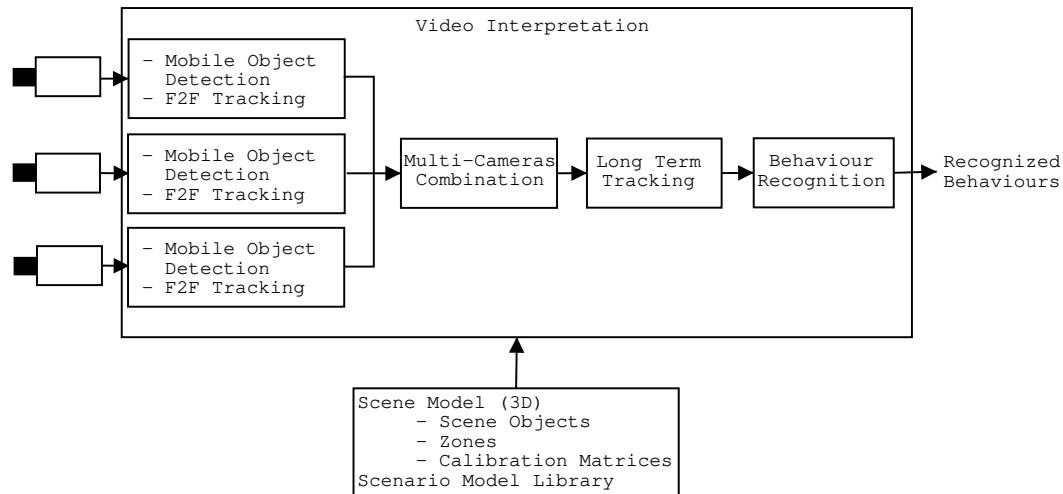 Video Interpretation
- Mobile Object
Detection
- F2F Tracking
- Mobile Object
Detection
- F2F Tracking
- Mobile Object
Detection
- F2F Tracking
Multi-Cameras
Combination
Long Term
Tracking
Behaviour
Recognition
Recognized
Behaviours
Scene Model (3D)
- Scene Objects
- Zones
- Calibration Matrices
Scenario Model Library